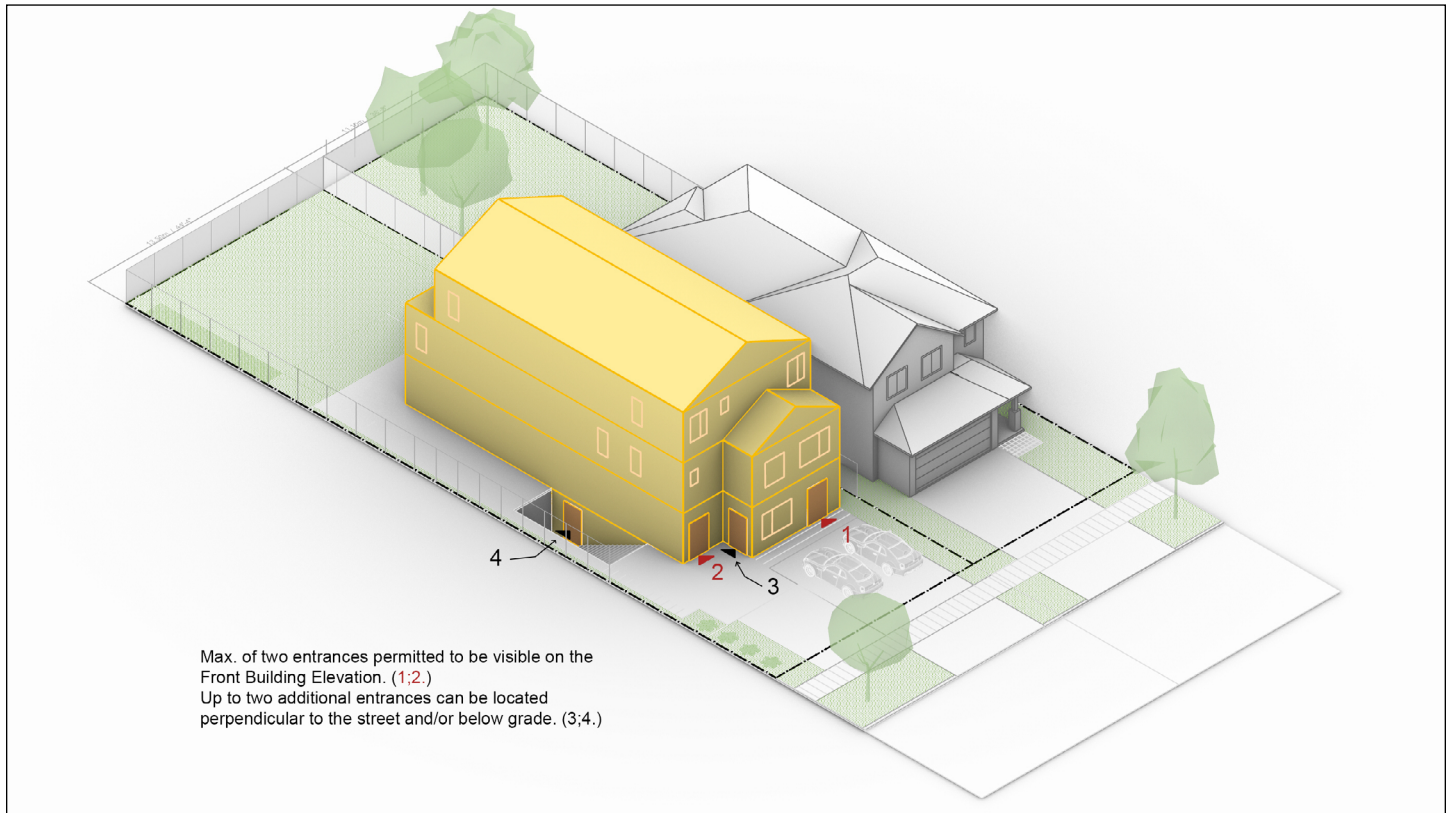 4
1
2
3
Max. of two entrances permitted to be visible on the
Front Building Elevation. (1;2.)
Up to two additional entrances can be located
perpendicular to the street and/or below grade. (3;4.)